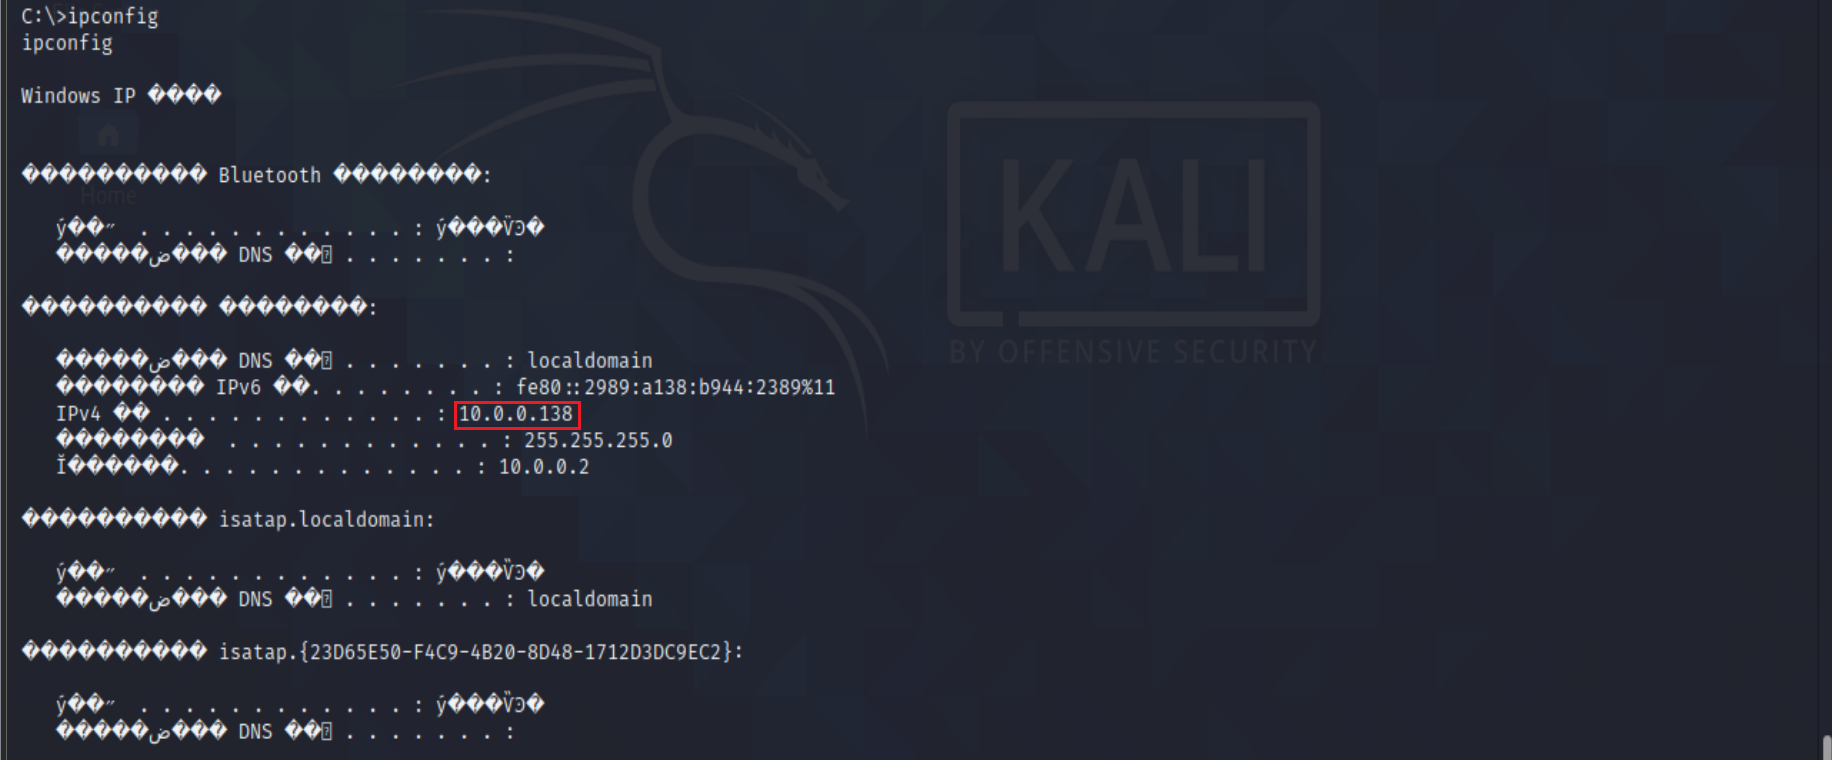 C:\>ipconfig
ipconfig
Windows IP ����
Home
������������ Bluetooth ��������:
ý��״̬  . . . . . . . . . . . . : ý���ѶϿ�
�����ض��� DNS ��׺ . . . . . . . :
������������ ��������:
�����ض��� DNS ��׺ . . . . . . . : localdomain
�������� IPv6 ��. . . . . . . . : fe80::2989:a138:b944:2389%11
IPv4 �� . . . . . . . . . . . . : 10.0.0.138
��������  . . . . . . . . . . . . : 255.255.255.0
Ĭ������. . . . . . . . . . . . . : 10.0.0.2
������������ isatap.localdomain:
ý��״̬  . . . . . . . . . . . . : ý���ѶϿ�
�����ض��� DNS ��׺ . . . . . . . : localdomain
������������ isatap.{23D65E50-F4C9-4B20-8D48-1712D3DC9EC2}:
ý��״̬  . . . . . . . . . . . . : ý���ѶϿ�
�����ض��� DNS ��׺ . . . . . . . :
KALI
BY OFFENSIVE SECURITY